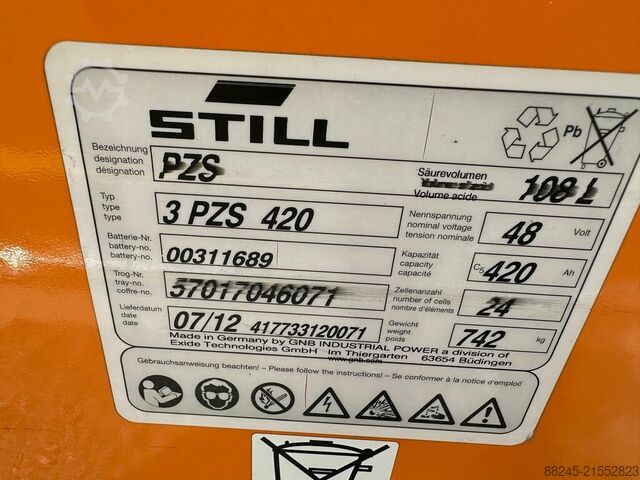 STILL
Pb
Bezeichnung
designation
désignation
PZS
Säurevolumen
Volume acide
108 L
Typ
type
type
3 PZS 420
Nennspannung
nominal voltage
tension nominale
48
Volt
Batterie-Nr.
battery-no.
battery-no.
00311689
Kapazität
capacity
capacité
C5
420
Ah
Trog-Nr.
tray-no.
coffre-no.
57017046071
Zellenanzahl
number of cells
nombre d'éléments
24
Lieferdatum
date
date
07/12 417733120071
Gewicht
weight
poids
742
kg
Made in Germany by GNB INDUSTRIAL POWER a division of
Exide Technologies GmbH Im Thiergarten 63654 Büdingen
www.gnb.com
Gebrauchsanweisung beachten! – Please follow the instructions! – Se conformer à la notice d'emploi!
88245-21552823